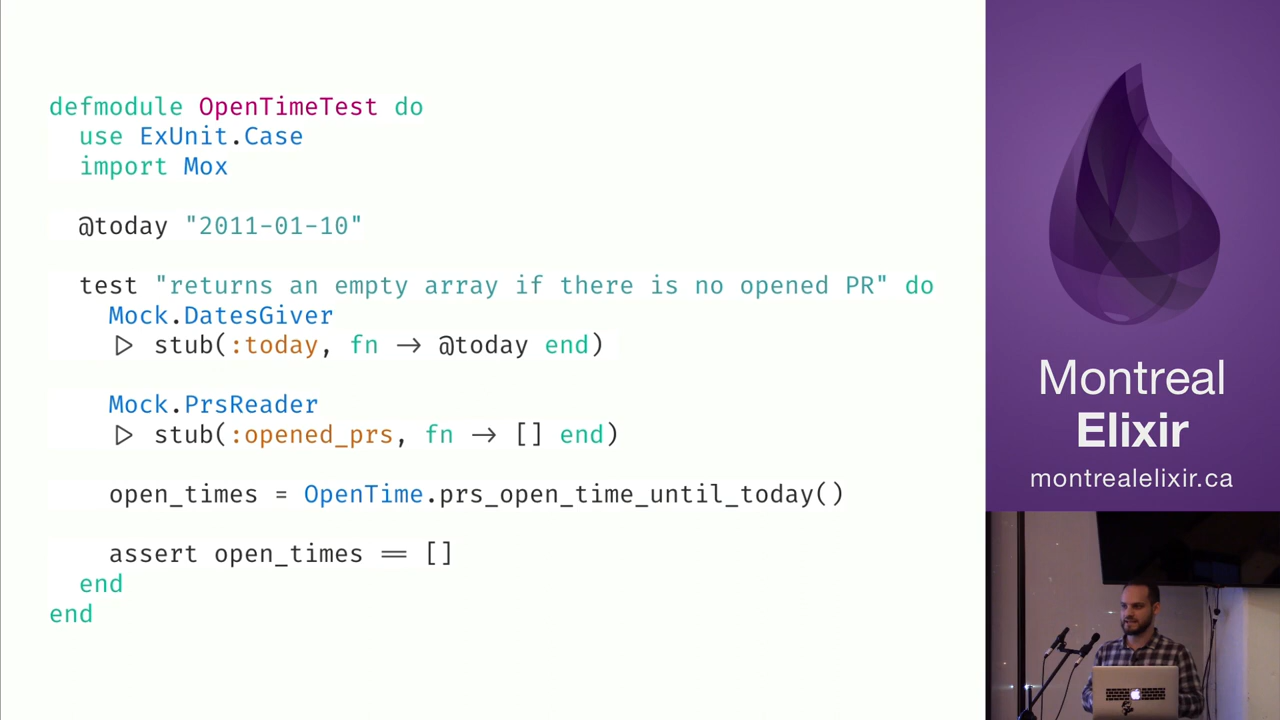 defmodule OpenTimeTest do
use ExUnit.Case
import Mox
@today "2011-01-10"
test "returns an empty array if there is no opened PR" do
Mock.DatesGiver
|> stub(:today, fn -> @today end)
Mock.PrsReader
|> stub(:opened_prs, fn -> [] end)
open_times = OpenTime.prs_open_time_until_today()
assert open_times == []
end
end
Montreal
Elixir
montrealelixir.ca